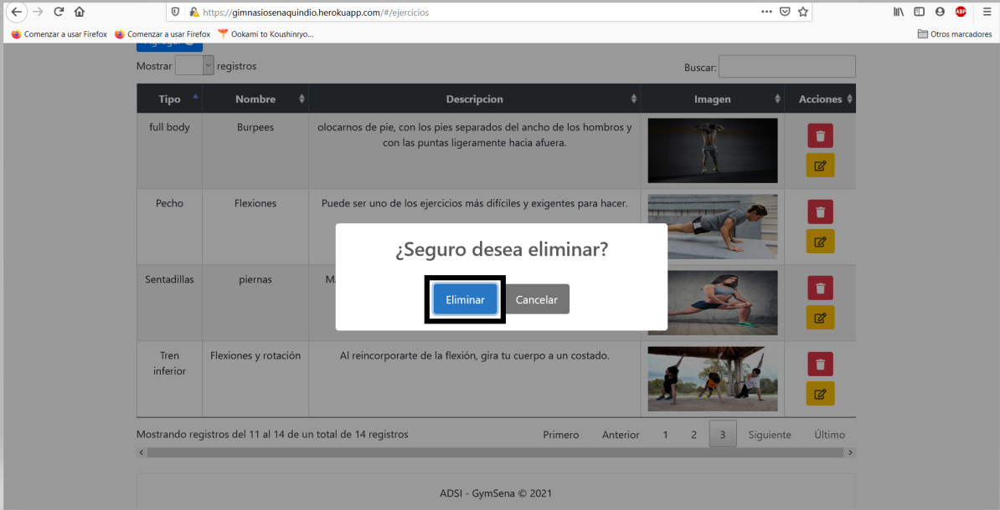 https://gimnasiosenaquindio.herokuapp.com/#/ejercicios
ABP
Comenzar a usar Firefox Comenzar a usar Firefox Ookami to Koushinryo... Otros marcadores
Agregar
Mostrar registros Buscar:
Tipo Nombre Descripcion Imagen Acciones
full body Burpees olocarnos de pie, con los pies separados del ancho de los hombros y
con las puntas ligeramente hacia afuera.
Pecho Flexiones Puede ser uno de los ejercicios más difíciles y exigentes para hacer.
¿Seguro desea eliminar?
Sentadillas piernas
Eliminar Cancelar
Tren
inferior
Flexiones y rotación Al reincorporarte de la flexión, gira tu cuerpo a un costado.
Mostrando registros del 11 al 14 de un total de 14 registros Primero Anterior 1 2 3 Siguiente Último
ADSI - GymSena © 2021